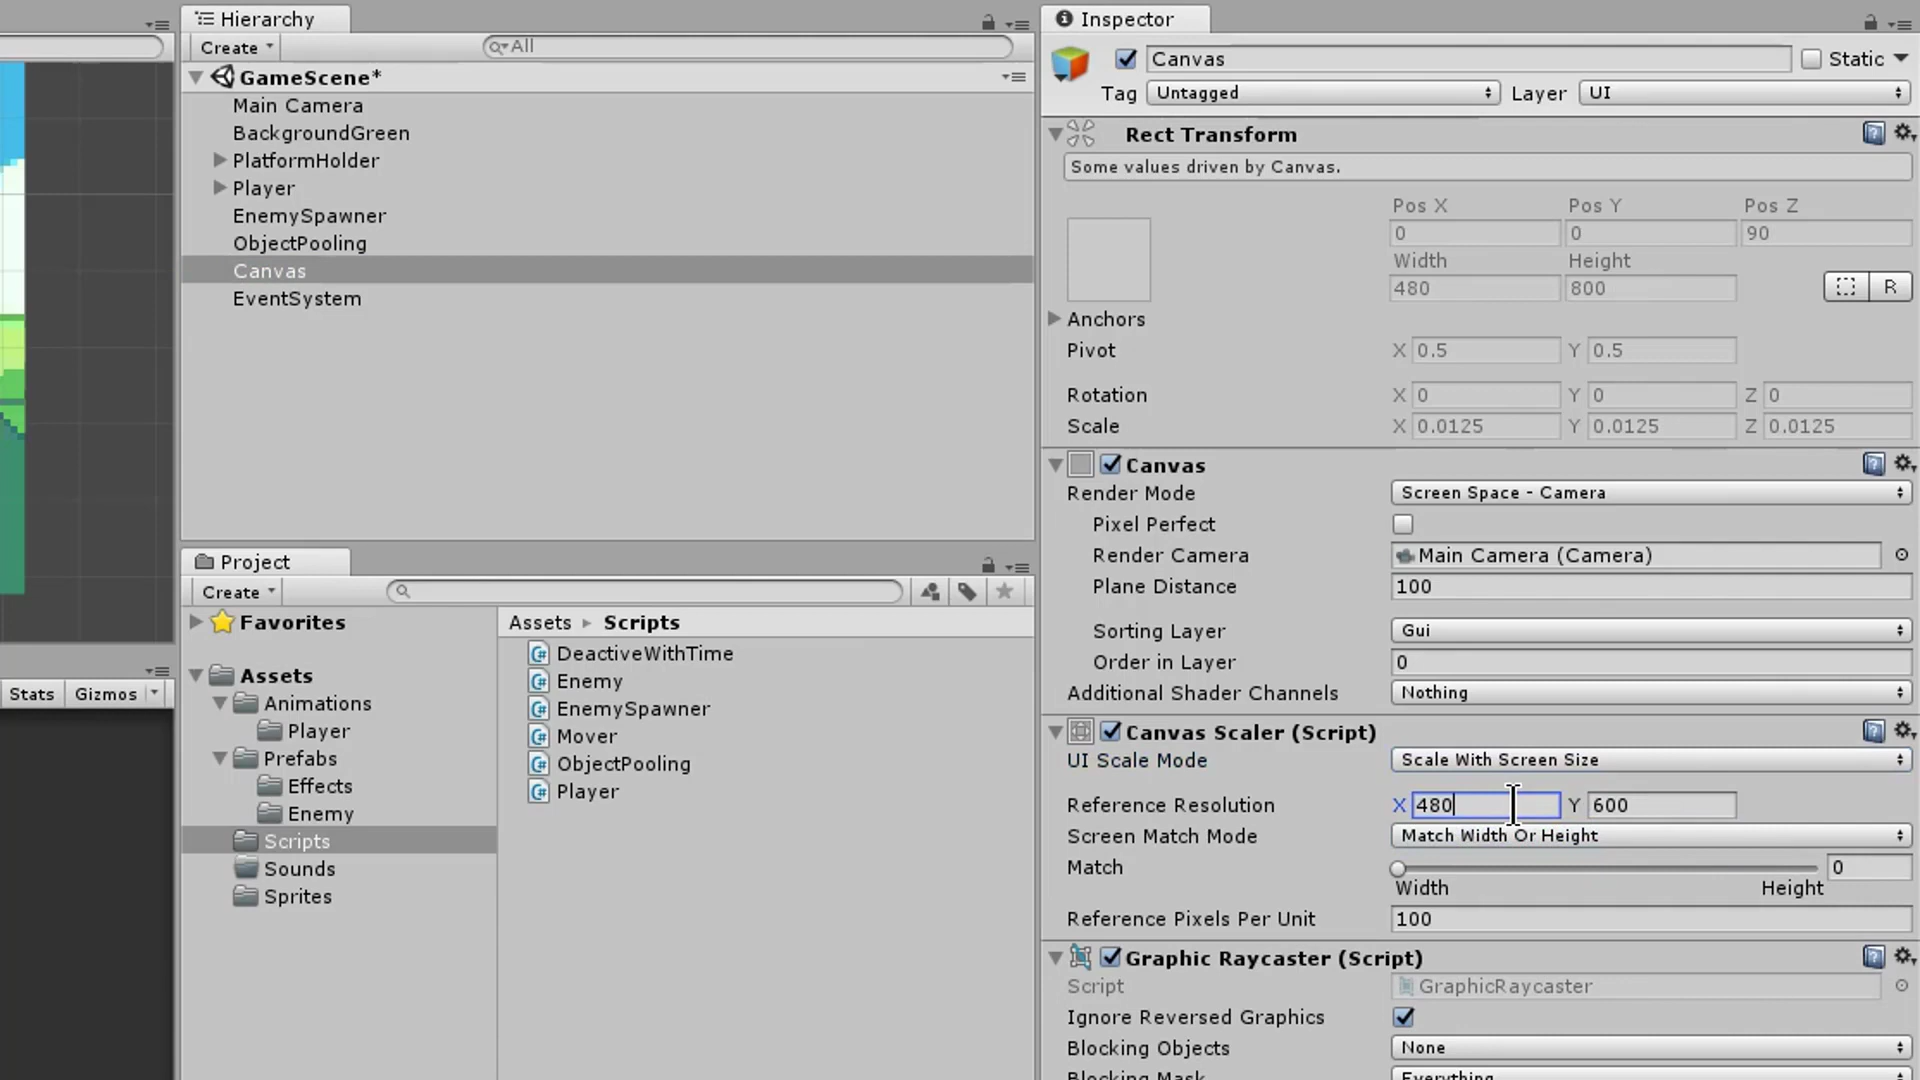 Hierarchy
Create
All
GameScene*
Main Camera
BackgroundGreen
PlatformHolder
Player
EnemySpawner
ObjectPooling
Canvas
EventSystem
Stats
Gizmos
Project
Create
Favorites
Assets
Animations
Player
Prefabs
Effects
Enemy
Scripts
Sounds
Sprites
Assets Scripts
DeactiveWithTime
Enemy
EnemySpawner
Mover
ObjectPooling
Player
Inspector
Canvas Static
Tag Untagged Layer UI
Rect Transform
Some values driven by Canvas.
Pos X Pos Y Pos Z
0 0 90
Width Height
480 800
R
Anchors
Pivot X 0.5 Y 0.5
Rotation X 0 Y 0 Z 0
Scale X 0.0125 Y 0.0125 Z 0.0125
Canvas
Render Mode Screen Space - Camera
Pixel Perfect
Render Camera Main Camera (Camera)
Plane Distance 100
Sorting Layer Gui
Order in Layer 0
Additional Shader Channels Nothing
Canvas Scaler (Script)
UI Scale Mode Scale With Screen Size
Reference Resolution X 480 Y 600
Screen Match Mode Match Width Or Height
Match 0
Width Height
Reference Pixels Per Unit 100
Graphic Raycaster (Script)
Script GraphicRaycaster
Ignore Reversed Graphics
Blocking Objects None
Blocking Mask Everything